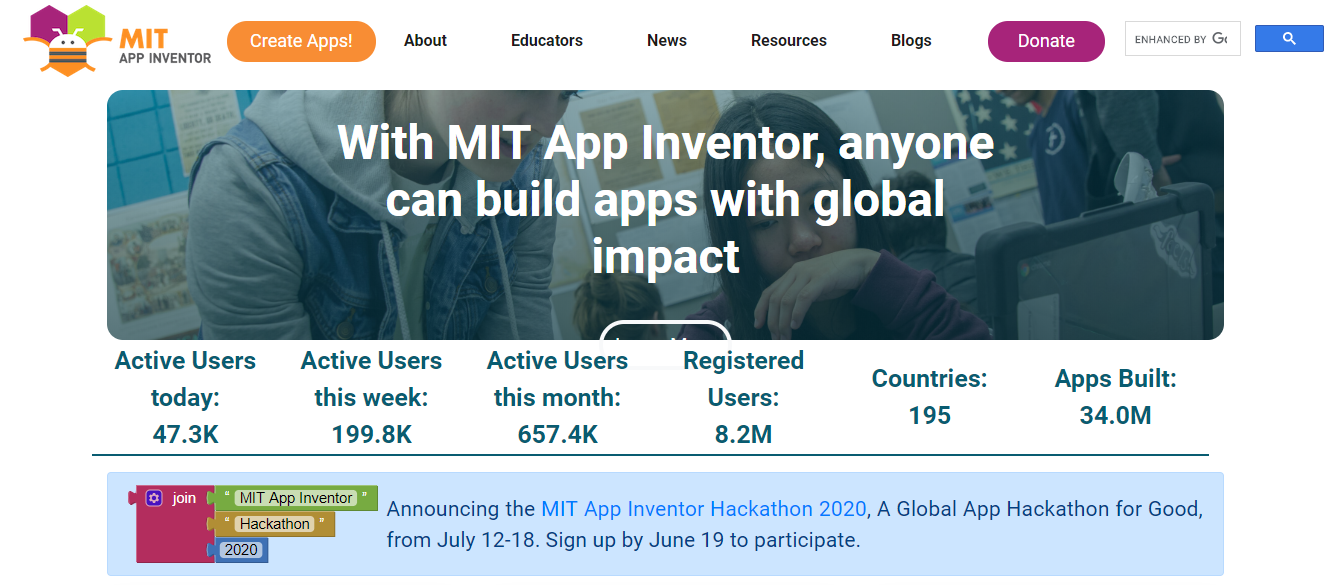 MIT
APP INVENTOR
Create Apps!
About
Educators
News
Resources
Blogs
Donate
ENHANCED BY
With MIT App Inventor, anyone
can build apps with global
impact
Active Users
today:
47.3K
Active Users
this week:
199.8K
Active Users
this month:
657.4K
Registered
Users:
8.2M
Countries:
195
Apps Built:
34.0M
join
“ MIT App Inventor ”
“ Hackathon ”
2020
Announcing the MIT App Inventor Hackathon 2020, A Global App Hackathon for Good,
from July 12-18. Sign up by June 19 to participate.